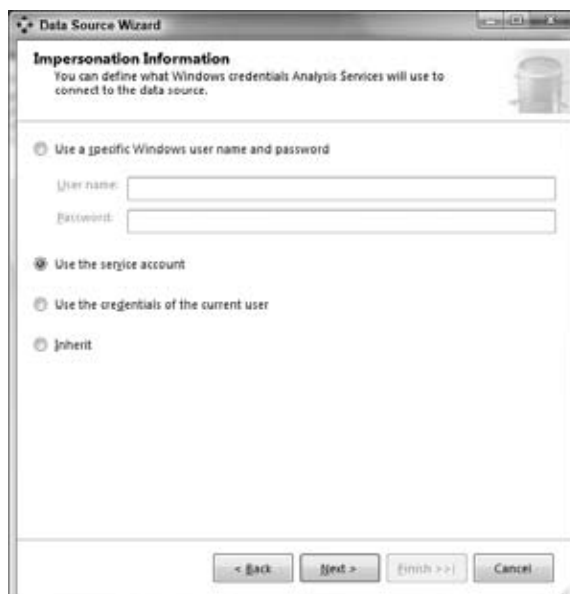 Data Source Wizard
Impersonation Information
You can define what Windows credentials Analysis Services will use to
connect to the data source.
Use a specific Windows user name and password
User name:
Password:
Use the service account
Use the credentials of the current user
Inherit
< Back
Next >
Finish >>|
Cancel